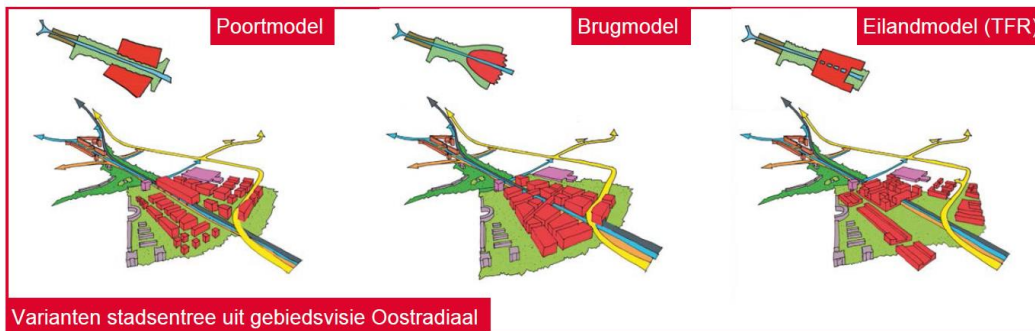 Poortmodel
Brugmodel
Eilandmodel (TFR)
Varianten stadsentree uit gebiedsvisie Oostradiaal